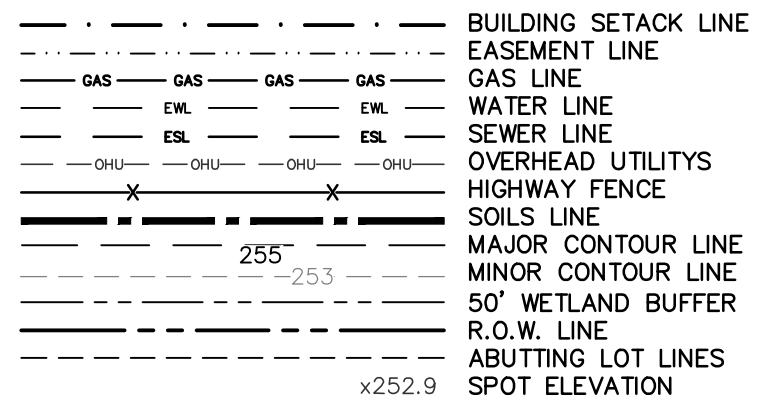 BUILDING SETACK LINE
EASEMENT LINE
GAS GAS GAS GAS GAS LINE
EWL EWL WATER LINE
ESL ESL SEWER LINE
OHU OHU OHU OHU OVERHEAD UTILITYS
X X HIGHWAY FENCE
SOILS LINE
255 MAJOR CONTOUR LINE
253 MINOR CONTOUR LINE
50' WETLAND BUFFER
R.O.W. LINE
ABUTTING LOT LINES
x252.9 SPOT ELEVATION